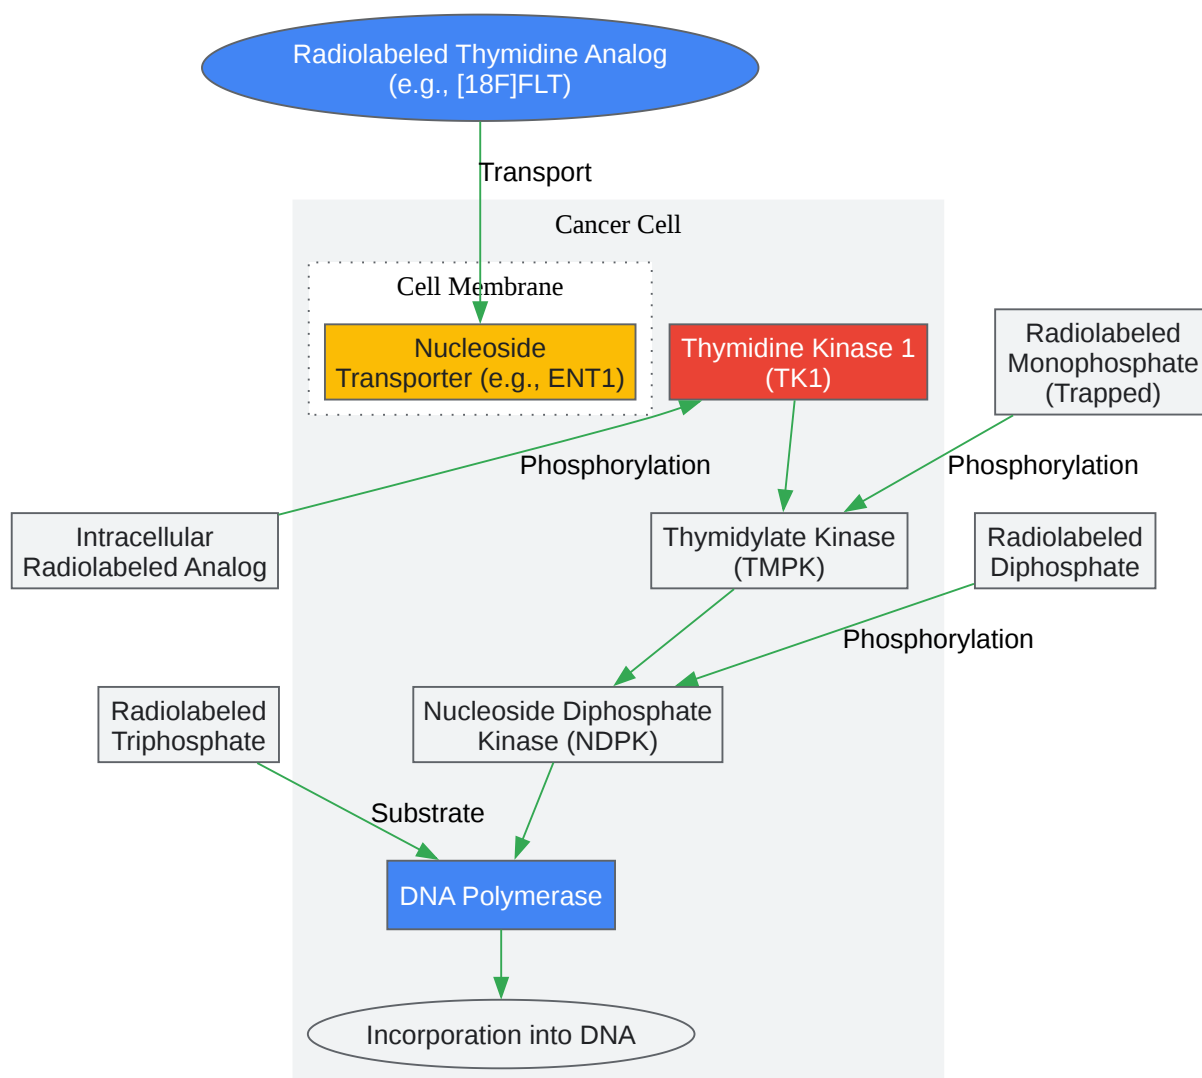 Radiolabeled Thymidine Analog
(e.g., [18F]FLT)
Transport
Cancer Cell
Cell Membrane
Nucleoside
Transporter (e.g., ENT1)
Thymidine Kinase 1
(TK1)
Radiolabeled
Monophosphate
(Trapped)
Phosphorylation
Phosphorylation
Intracellular
Radiolabeled Analog
Thymidylate Kinase
(TMPK)
Radiolabeled
Diphosphate
Phosphorylation
Radiolabeled
Triphosphate
Nucleoside Diphosphate
Kinase (NDPK)
Substrate
DNA Polymerase
Incorporation into DNA